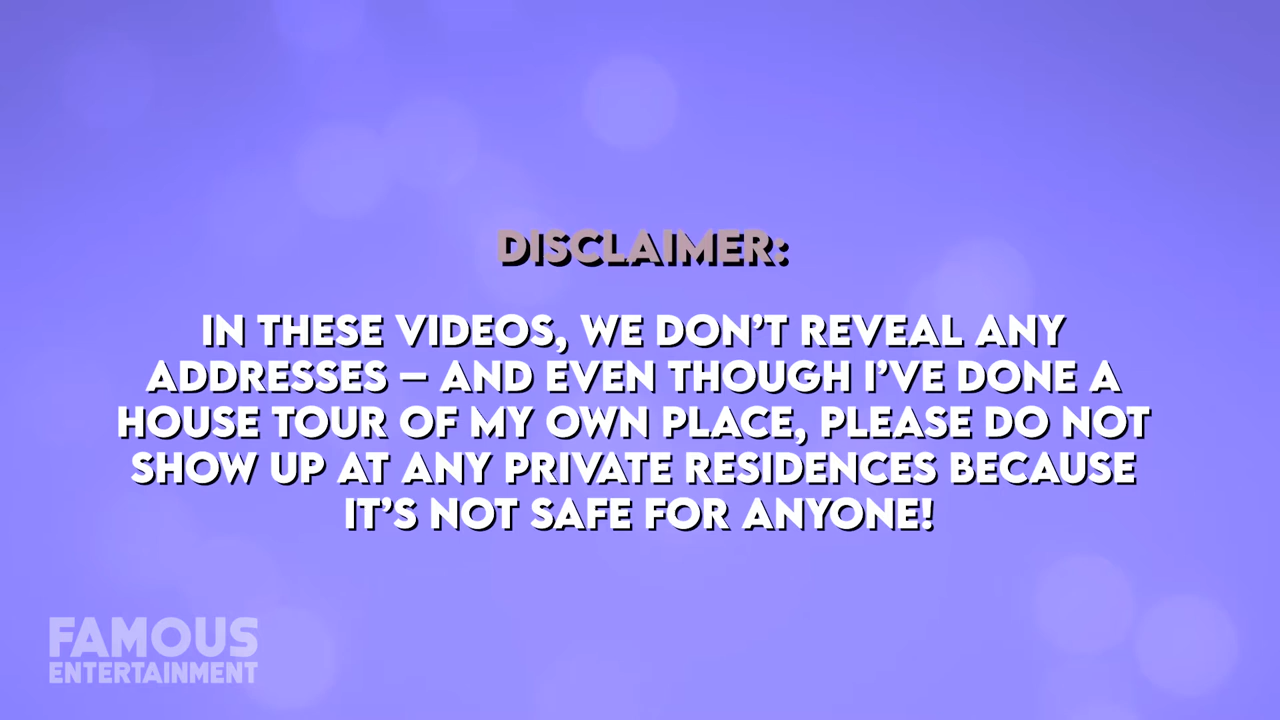 DISCLAIMER:
IN THESE VIDEOS, WE DON’T REVEAL ANY
ADDRESSES – AND EVEN THOUGH I’VE DONE A
HOUSE TOUR OF MY OWN PLACE, PLEASE DO NOT
SHOW UP AT ANY PRIVATE RESIDENCES BECAUSE
IT’S NOT SAFE FOR ANYONE!
FAMOUS
ENTERTAINMENT